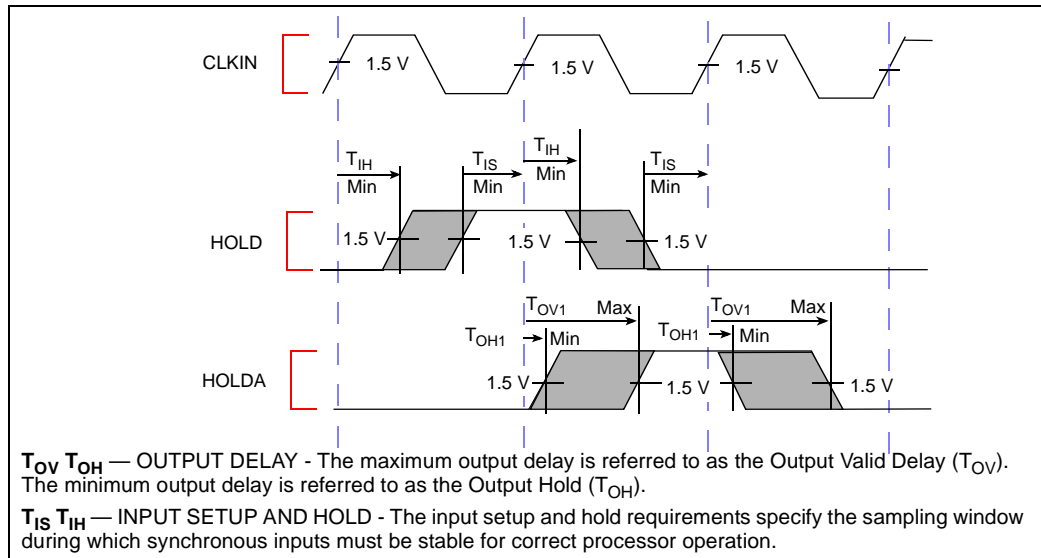 CLKIN
1.5 V 1.5 V 1.5 V
T_IH T_IS T_IH T_IS
Min Min Min Min
HOLD
1.5 V 1.5 V 1.5 V
T_OV1 Max T_OV1 Max
T_OH1 Min T_OH1 Min
HOLDA
1.5 V 1.5 V 1.5 V
T_OV T_OH — OUTPUT DELAY - The maximum output delay is referred to as the Output Valid Delay (T_OV).
The minimum output delay is referred to as the Output Hold (T_OH).
T_IS T_IH — INPUT SETUP AND HOLD - The input setup and hold requirements specify the sampling window
during which synchronous inputs must be stable for correct processor operation.